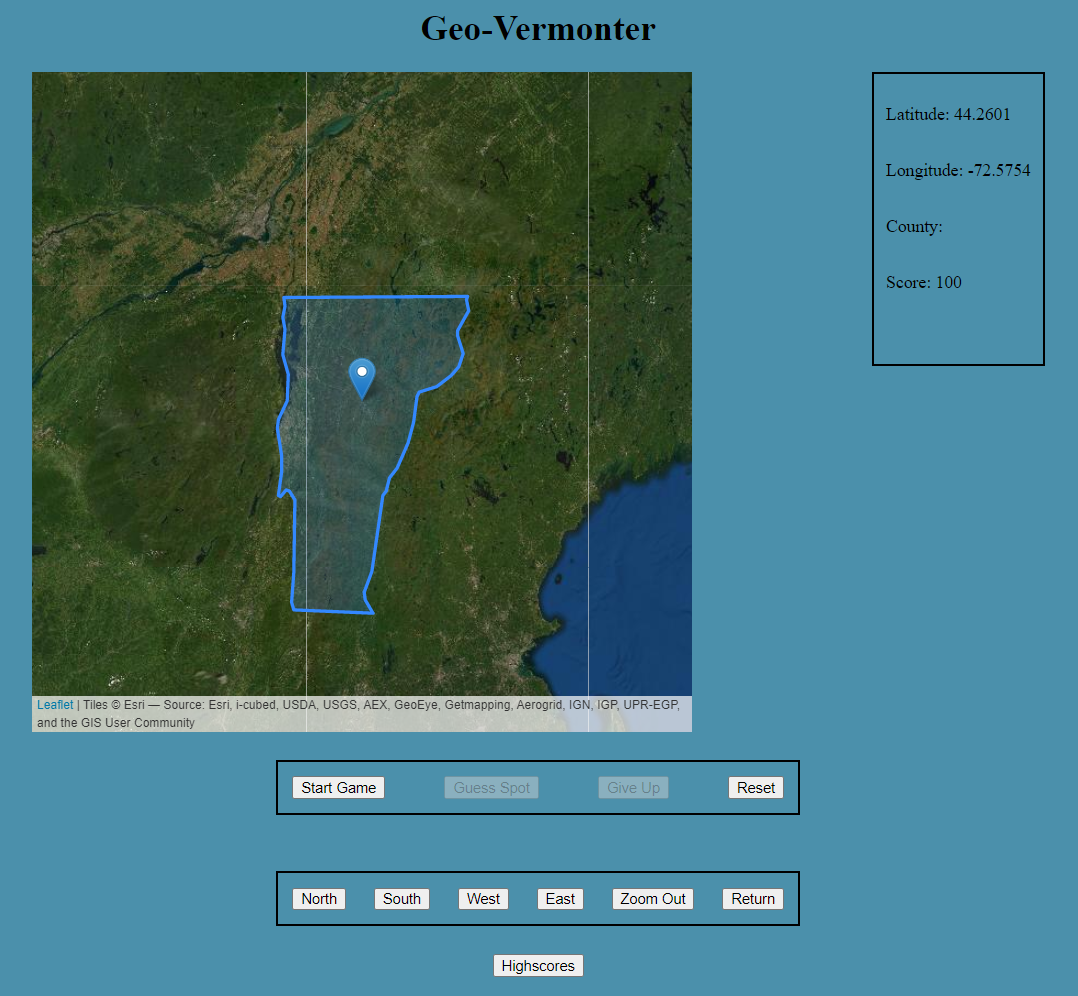 Geo-Vermonter
Latitude: 44.2601
Longitude: -72.5754
County:
Score: 100
Leaflet | Tiles © Esri — Source: Esri, i-cubed, USDA, USGS, AEX, GeoEye, Getmapping, Aerogrid, IGN, IGP, UPR-EGP,
and the GIS User Community
Start Game Guess Spot Give Up Reset
North South West East Zoom Out Return
Highscores